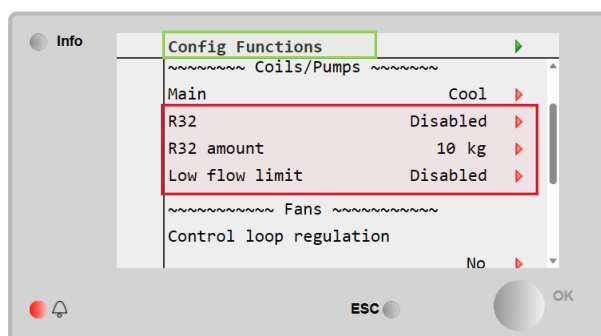 Info
Config Functions
~~~~~~~~ Coils/Pumps ~~~~~~~
Main Cool
R32 Disabled
R32 amount 10 kg
Low flow limit Disabled
~~~~~~~~~~~ Fans ~~~~~~~~~~~
Control loop regulation
No
ESC
OK